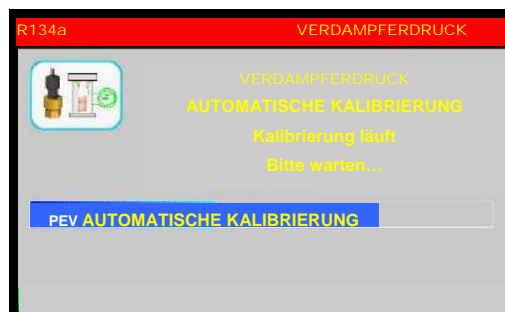 R134a VERDAMPFERDRUCK
VERDAMPFERDRUCK
AUTOMATISCHE KALIBRIERUNG
Kalibrierung läuft
Bitte warten...
PEV AUTOMATISCHE KALIBRIERUNG